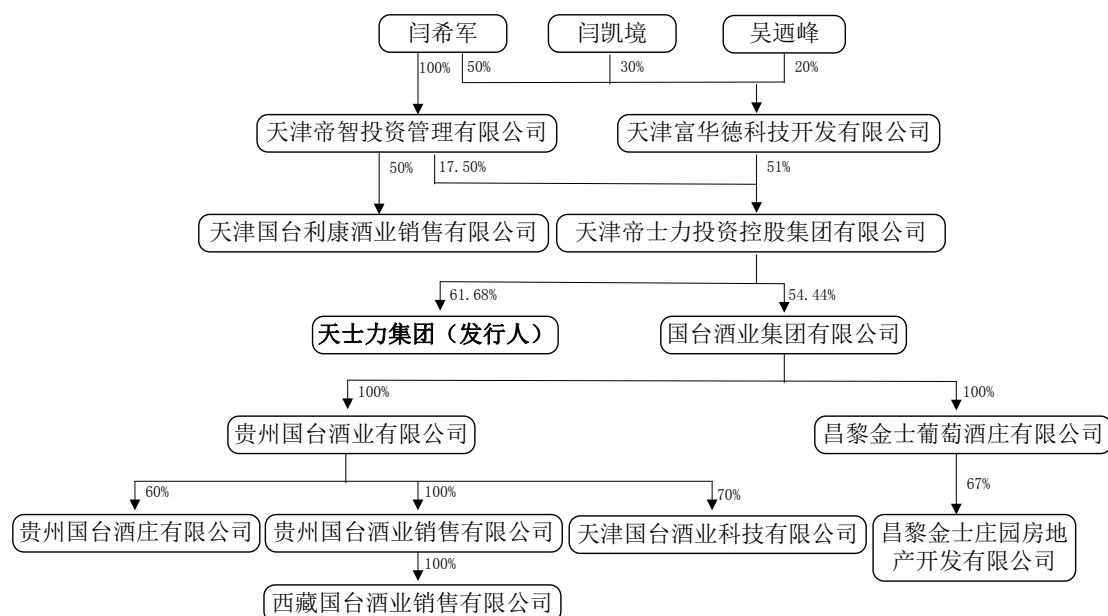 闫希军
闫凯境
吴迺峰
100%
50%
30%
20%
天津帝智投资管理有限公司
天津富华德科技开发有限公司
50%
17.50%
51%
天津国台利康酒业销售有限公司
天津帝士力投资控股集团有限公司
61.68%
54.44%
天士力集团（发行人）
国台酒业集团有限公司
100%
100%
贵州国台酒业有限公司
昌黎金士葡萄酒庄有限公司
60%
100%
70%
67%
贵州国台酒庄有限公司
贵州国台酒业销售有限公司
天津国台酒业科技有限公司
昌黎金士庄园房地
产开发有限公司
100%
西藏国台酒业销售有限公司